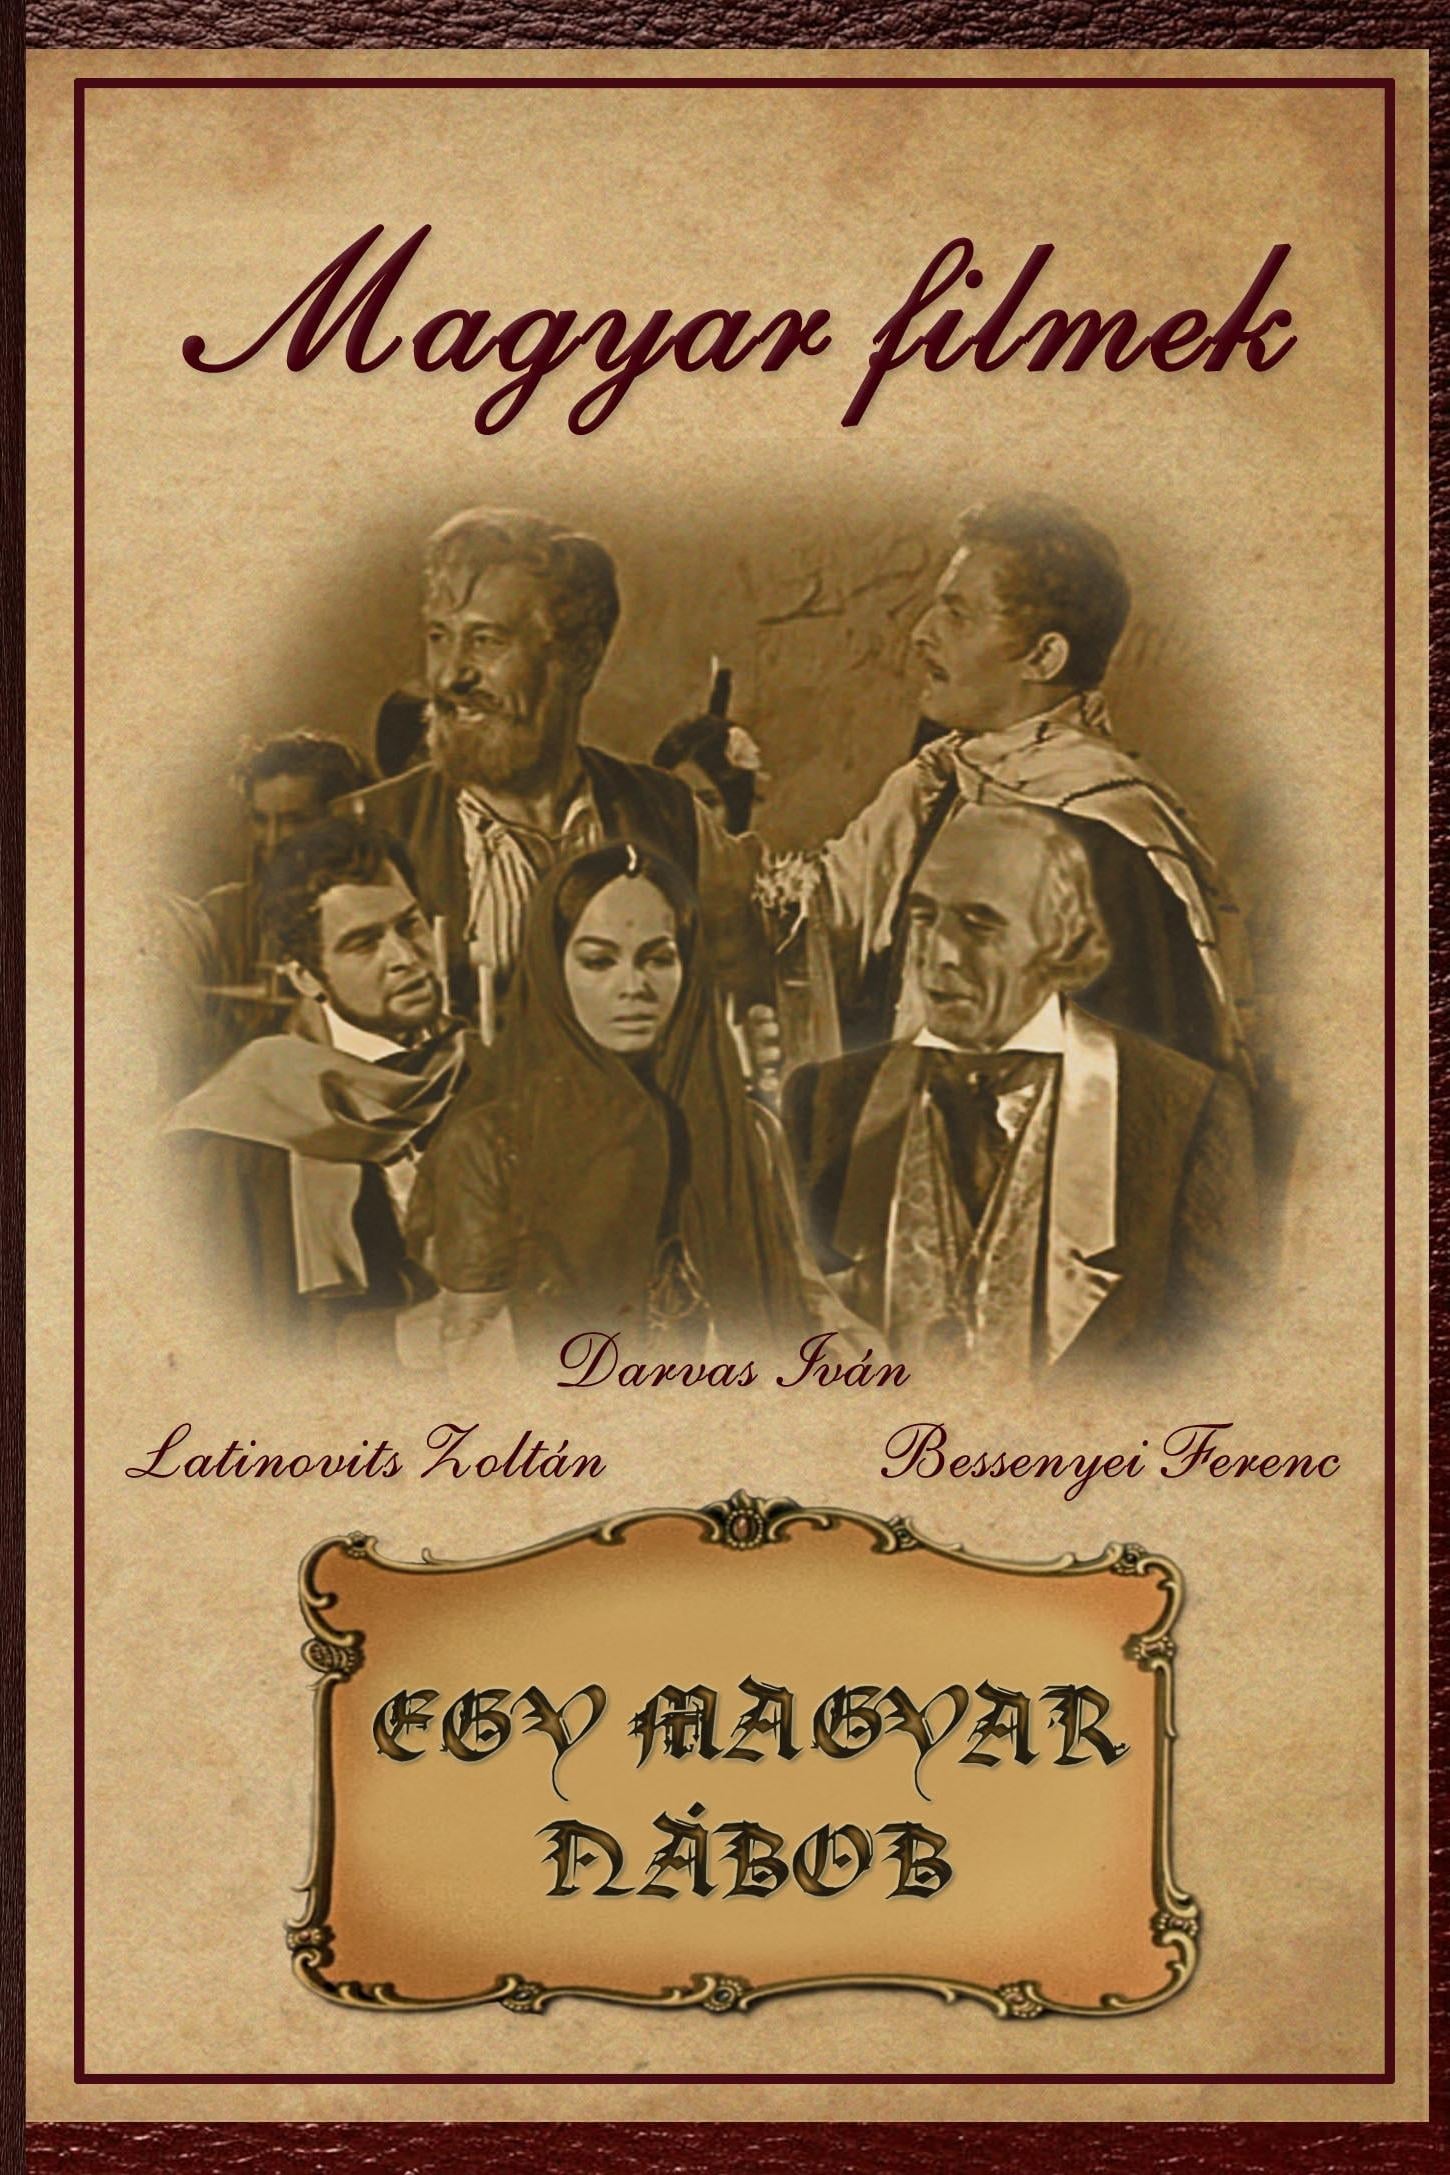 Magyar filmek
Darvas Iván
Latinovits Zoltán
Bessenyei Ferenc
EGY MAGYAR
NÁBOB